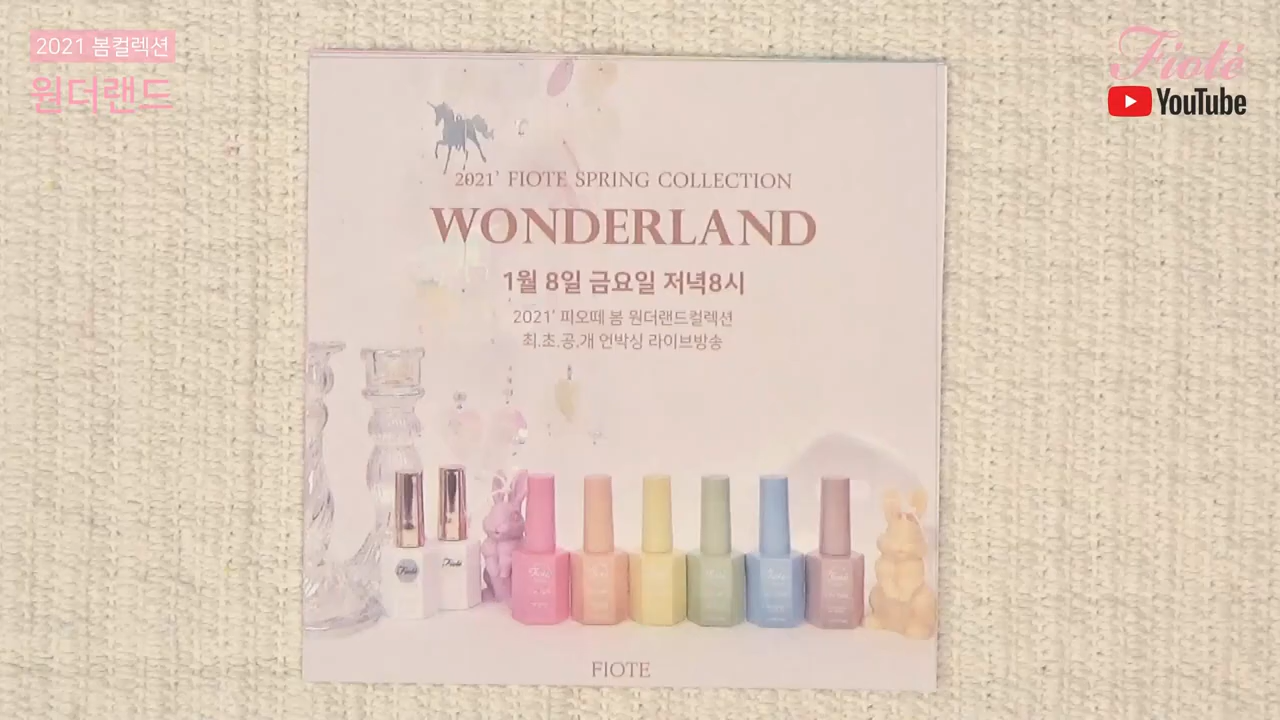 2021 봄컬렉션
원더랜드
Fiote
YouTube
2021' FIOTE SPRING COLLECTION
WONDERLAND
1월 8일 금요일 저녁8시
2021' 피오떼 봄 원더랜드컬렉션
최.초.공.개 언박싱 라이브방송
Fiote
Fiote
FIOTE